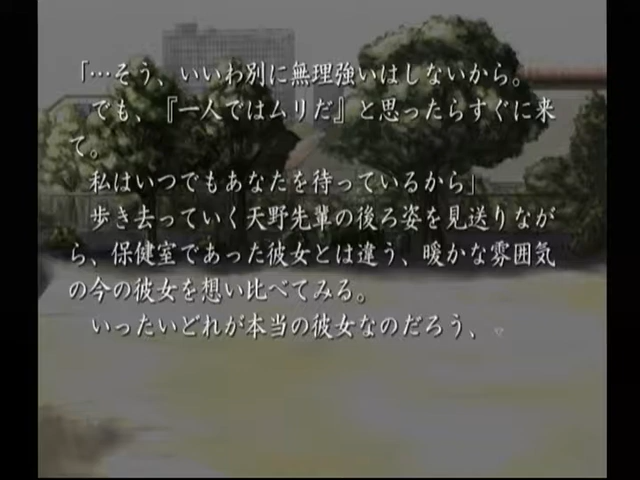 「…そう、いいわ別に無理強いはしないから。
でも、『一人ではムリだ』と思ったらすぐに来
て。
私はいつでもあなたを待っているから」
歩き去っていく天野先輩の後ろ姿を見送りなが
ら、保健室であった彼女とは違う、暖かな雰囲気
の今の彼女を想い比べてみる。
いったいどれが本当の彼女なのだろう、